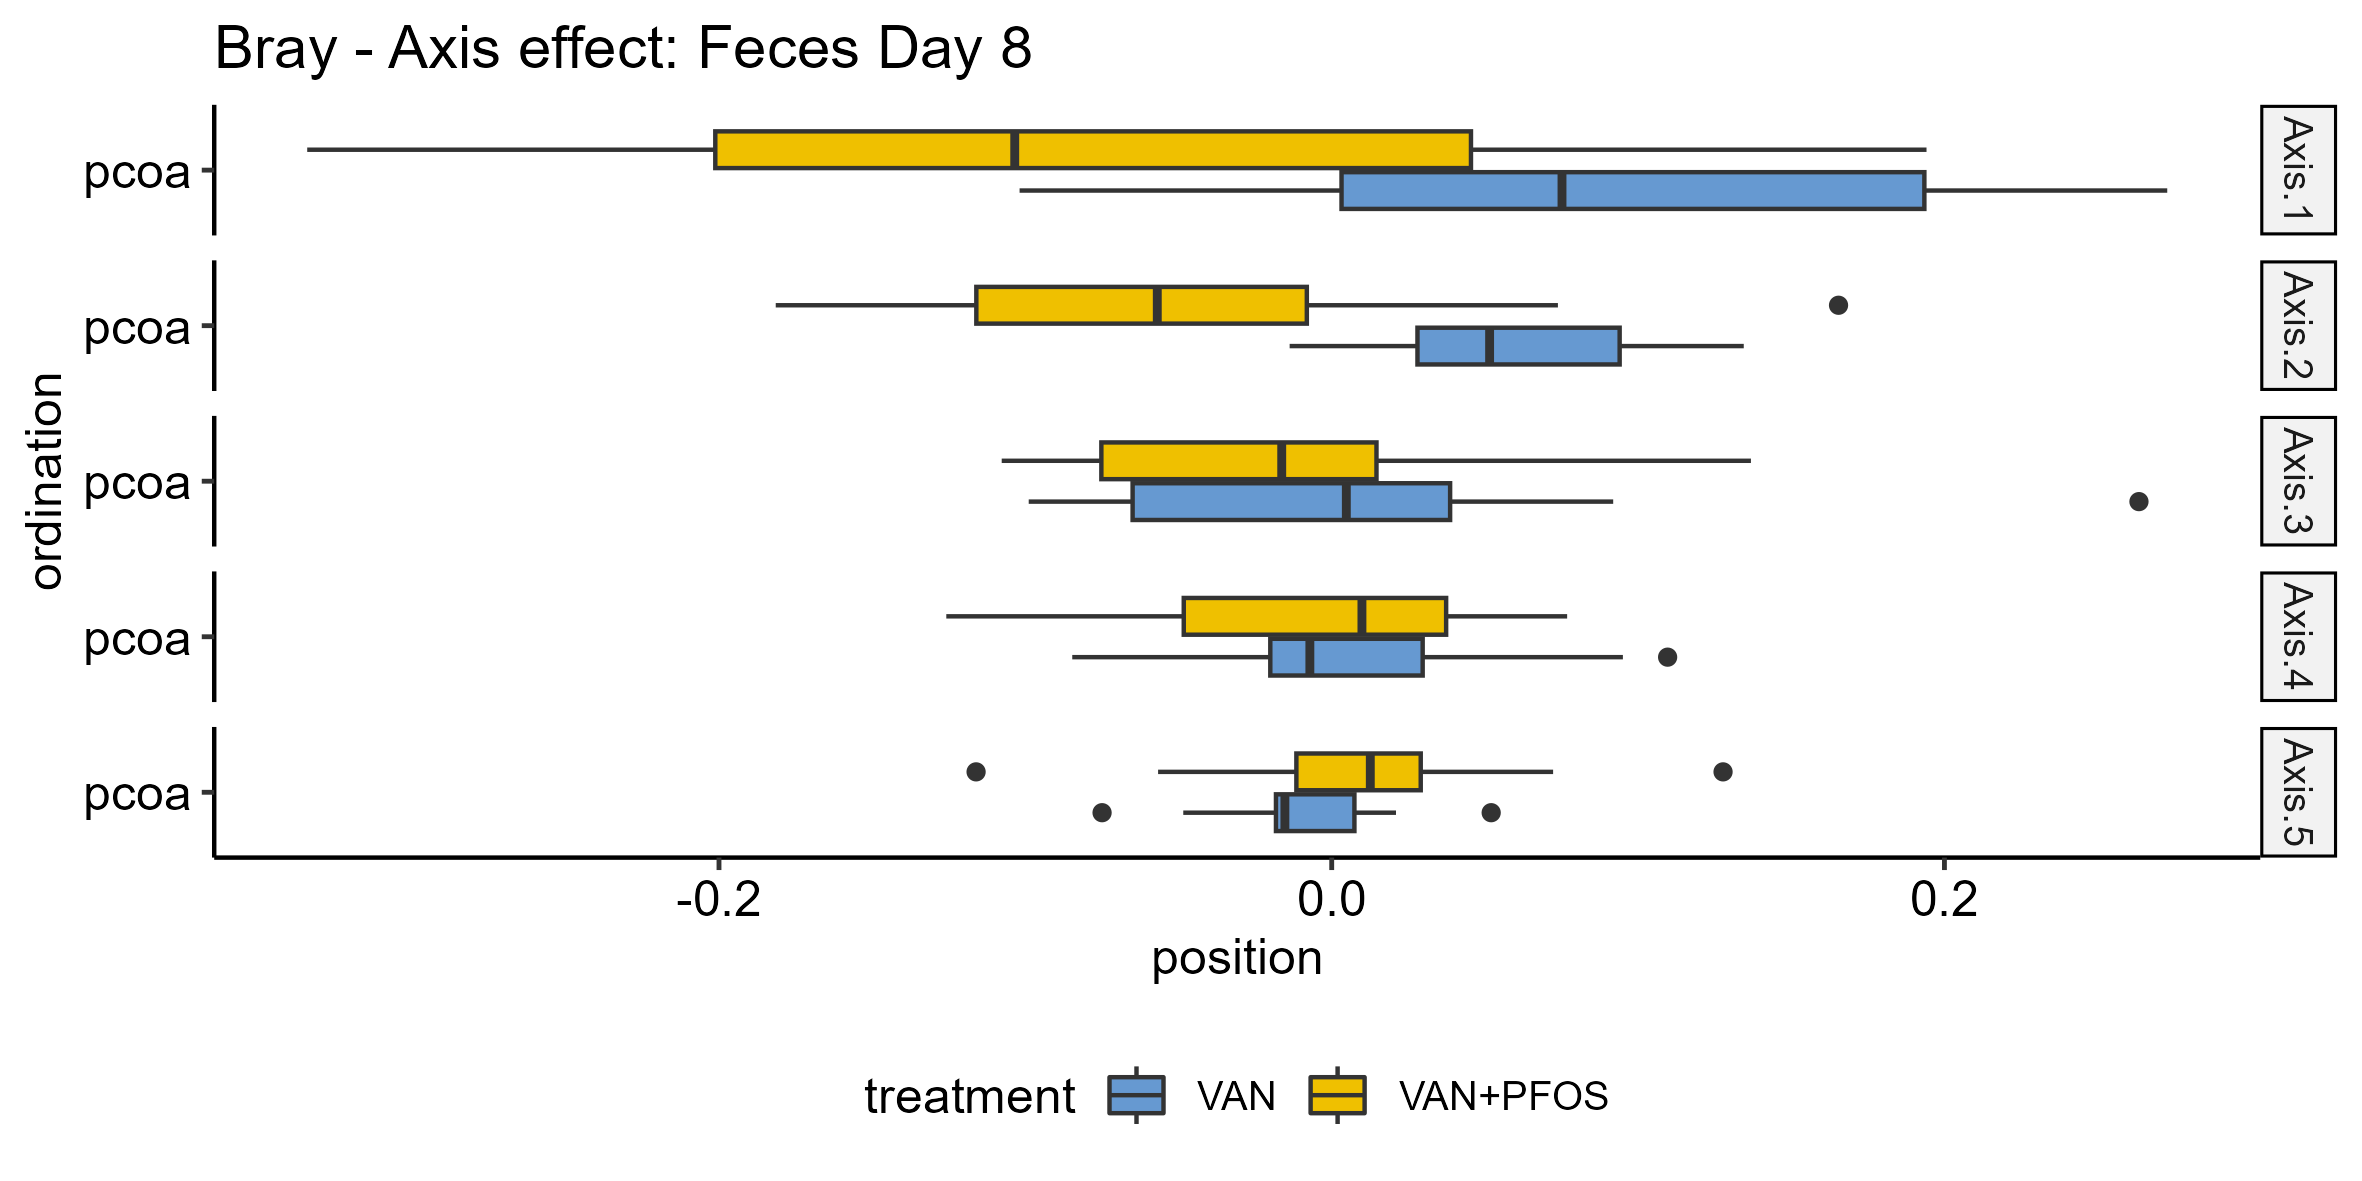 Bray - Axis effect: Feces Day 8
pcoa
Axis.1
pcoa
Axis.2
pcoa
Axis.3
pcoa
Axis.4
pcoa
Axis.5
ordination
-0.2
0.0
0.2
position
treatment
VAN
VAN+PFOS